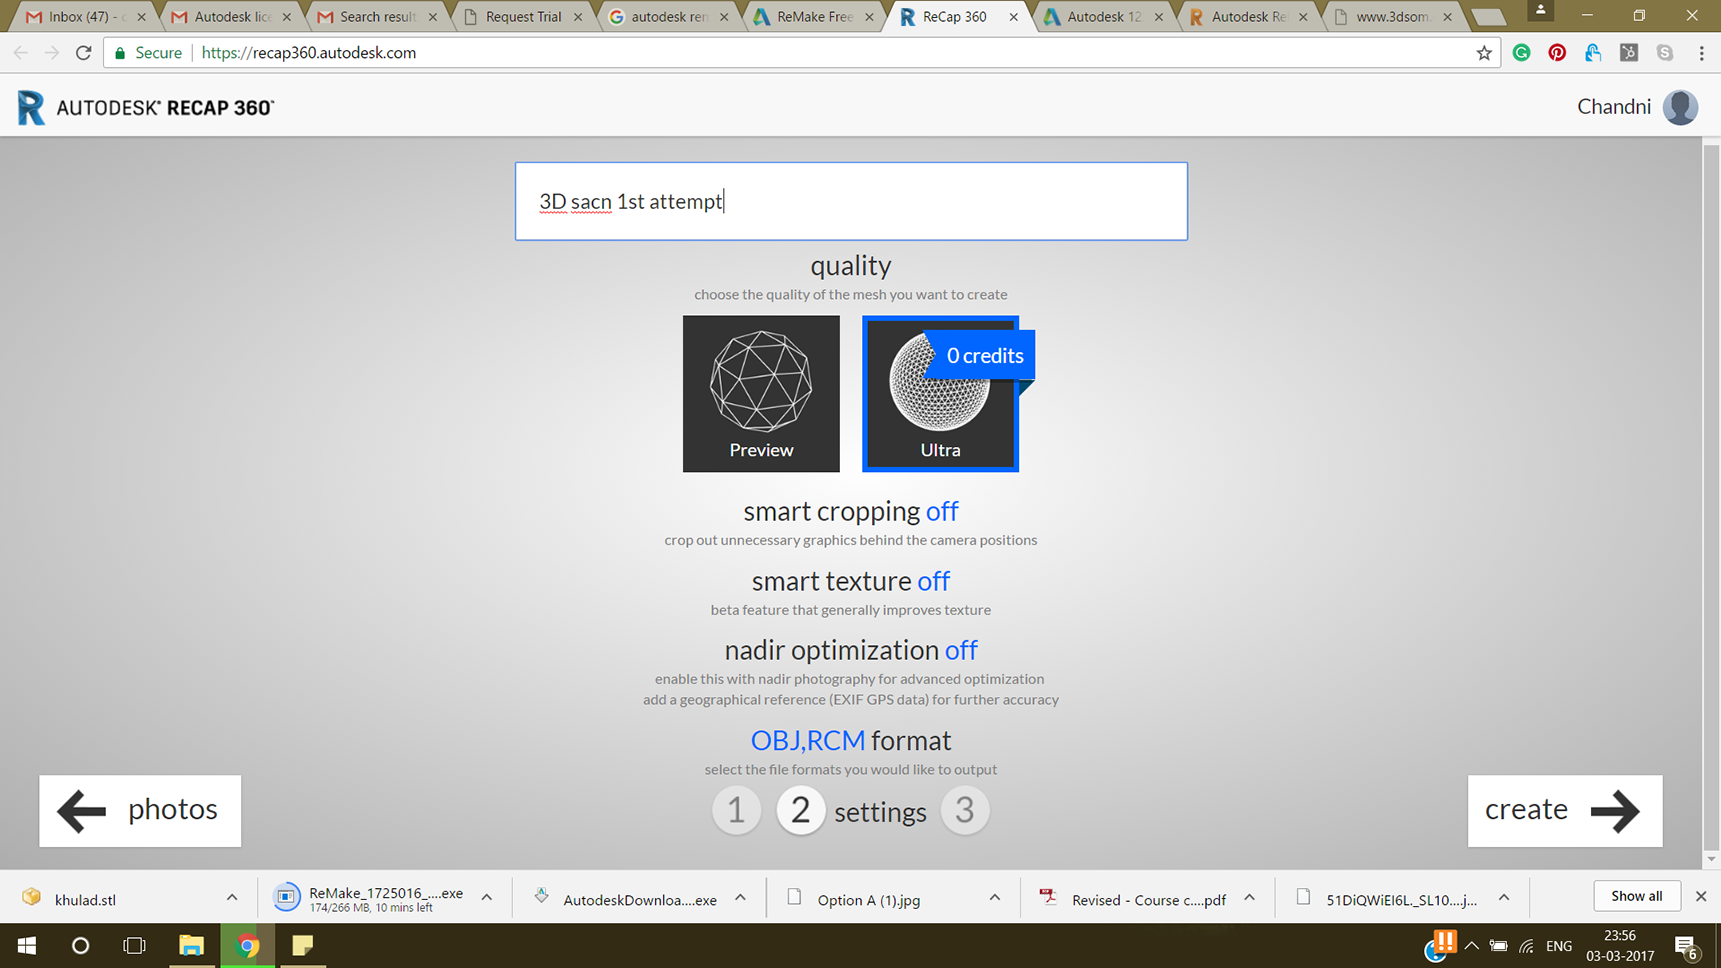 Inbox (47) - c
Autodesk lice
Search result
Request Trial
autodesk rem
ReMake Free
ReCap 360
Autodesk 12
Autodesk Re
www.3dsom.
Secure
https://recap360.autodesk.com
AUTODESK® RECAP 360™
Chandni
3D sacn 1st attempt
quality
choose the quality of the mesh you want to create
0 credits
Preview
Ultra
smart cropping off
crop out unnecessary graphics behind the camera positions
smart texture off
beta feature that generally improves texture
nadir optimization off
enable this with nadir photography for advanced optimization
add a geographical reference (EXIF GPS data) for further accuracy
OBJ,RCM format
select the file formats you would like to output
photos
1 2 settings 3
create
khulad.stl
ReMake_1725016_....exe
174/266 MB, 10 mins left
AutodeskDownloa....exe
Option A (1).jpg
Revised - Course c....pdf
51DiQWiEl6L._SL10....j...
Show all
ENG
23:56
03-03-2017
6